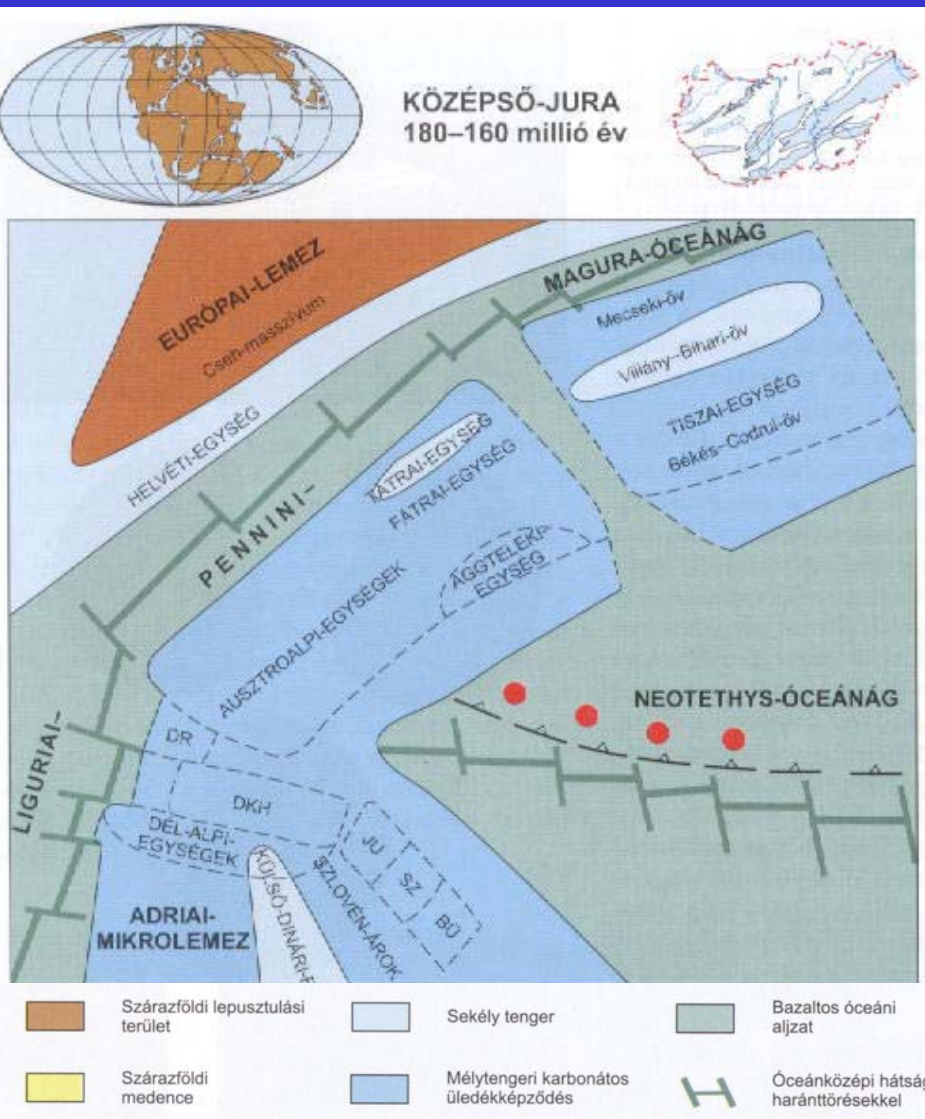 KÖZÉPSŐ-JURA
180–160 millió év
EURÓPAI-LEMEZ
Cseh-masszívum
HELVÉTI-EGYSÉG
MAGURA-ÓCEÁNÁG
Mecseki-öv
Villány–Bihari-öv
TISZAI-EGYSÉG
Békés–Codrui-öv
PENNINI–
TÁTRAI-EGYSÉG
FÁTRAI-EGYSÉG
AGGTELEKI-
EGYSÉG
AUSZTROALPI-EGYSÉGEK
NEOTETHYS-ÓCEÁNÁG
LIGURIAI–
DR
DKH
DÉL-ALPI-
EGYSÉGEK
KÜLSŐ-DINÁRI-
SZLOVÉN-ÁROK
JU
SZ
BÜ
ADRIAI-
MIKROLEMEZ
Szárazföldi lepusztulási
terület
Sekély tenger
Bazaltos óceáni
aljzat
Szárazföldi
medence
Mélytengeri karbonátos
üledékképződés
Óceánközépi hátság
haránttörésekkel